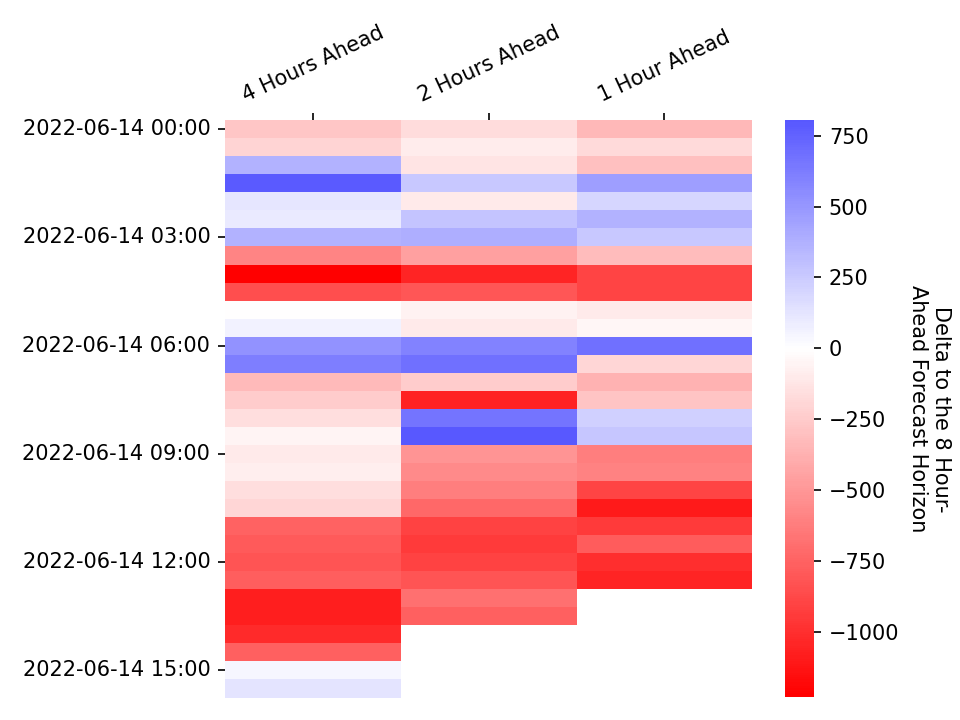 4 Hours Ahead
2 Hours Ahead
1 Hour Ahead
2022-06-14 00:00
2022-06-14 03:00
2022-06-14 06:00
2022-06-14 09:00
2022-06-14 12:00
2022-06-14 15:00
750
500
250
0
−250
−500
−750
−1000
Delta to the 8 Hour-
Ahead Forecast Horizon